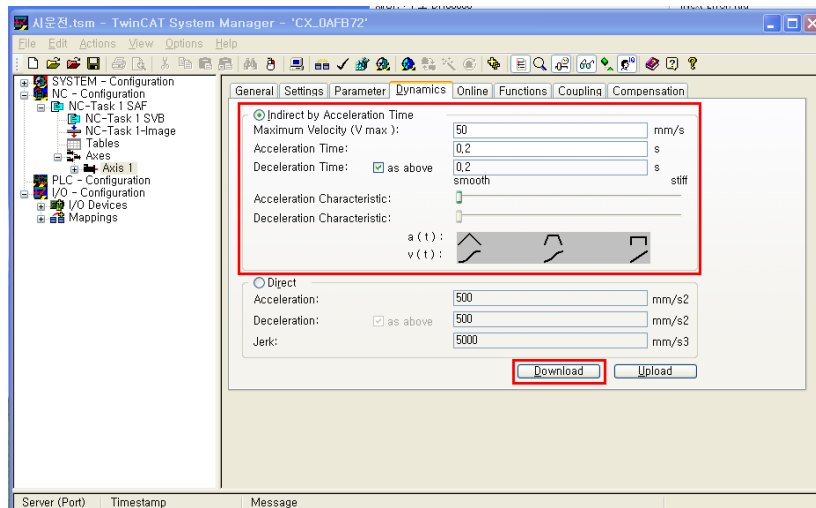 시운전.tsm - TwinCAT System Manager - 'CX_0AFB72'
File Edit Actions View Options Help
SYSTEM - Configuration
NC - Configuration
NC-Task 1 SAF
NC-Task 1 SVB
NC-Task 1-Image
Tables
Axes
Axis 1
PLC - Configuration
I/O - Configuration
I/O Devices
Mappings
General Settings Parameter Dynamics Online Functions Coupling Compensation
Indirect by Acceleration Time
Maximum Velocity (V max ): 50 mm/s
Acceleration Time: 0,2 s
Deceleration Time: as above 0,2 s
smooth stiff
Acceleration Characteristic:
Deceleration Characteristic:
a(t):
v(t):
Direct
Acceleration: 500 mm/s2
Deceleration: as above 500 mm/s2
Jerk: 5000 mm/s3
Download Upload
Server (Port) Timestamp Message